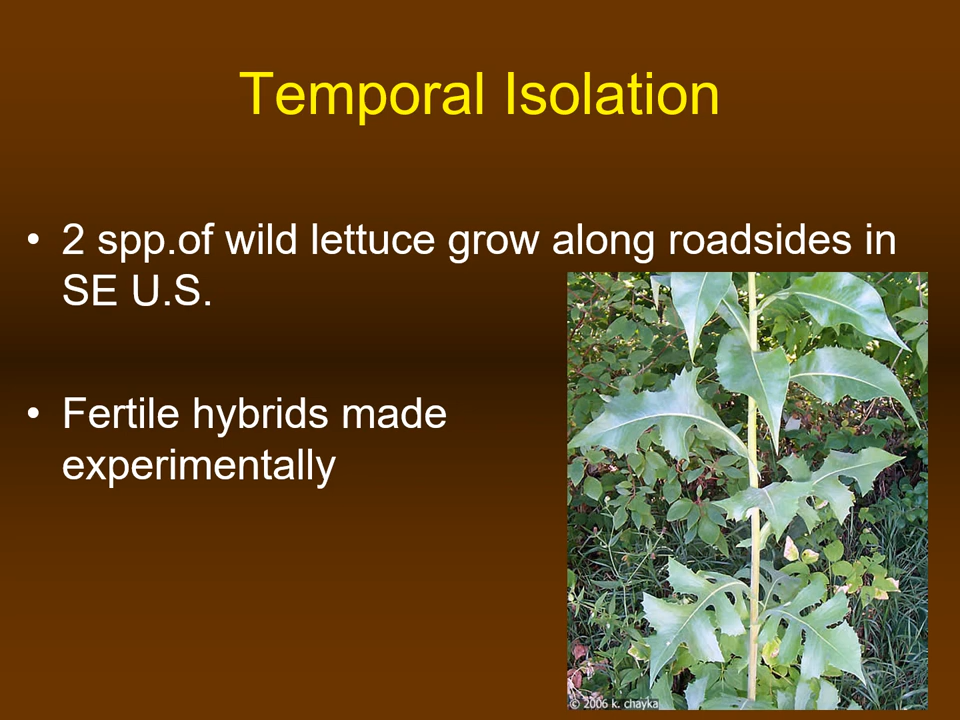 Temporal Isolation
• 2 spp.of wild lettuce grow along roadsides in
SE U.S.
• Fertile hybrids made
experimentally
© 2006 k. chayka